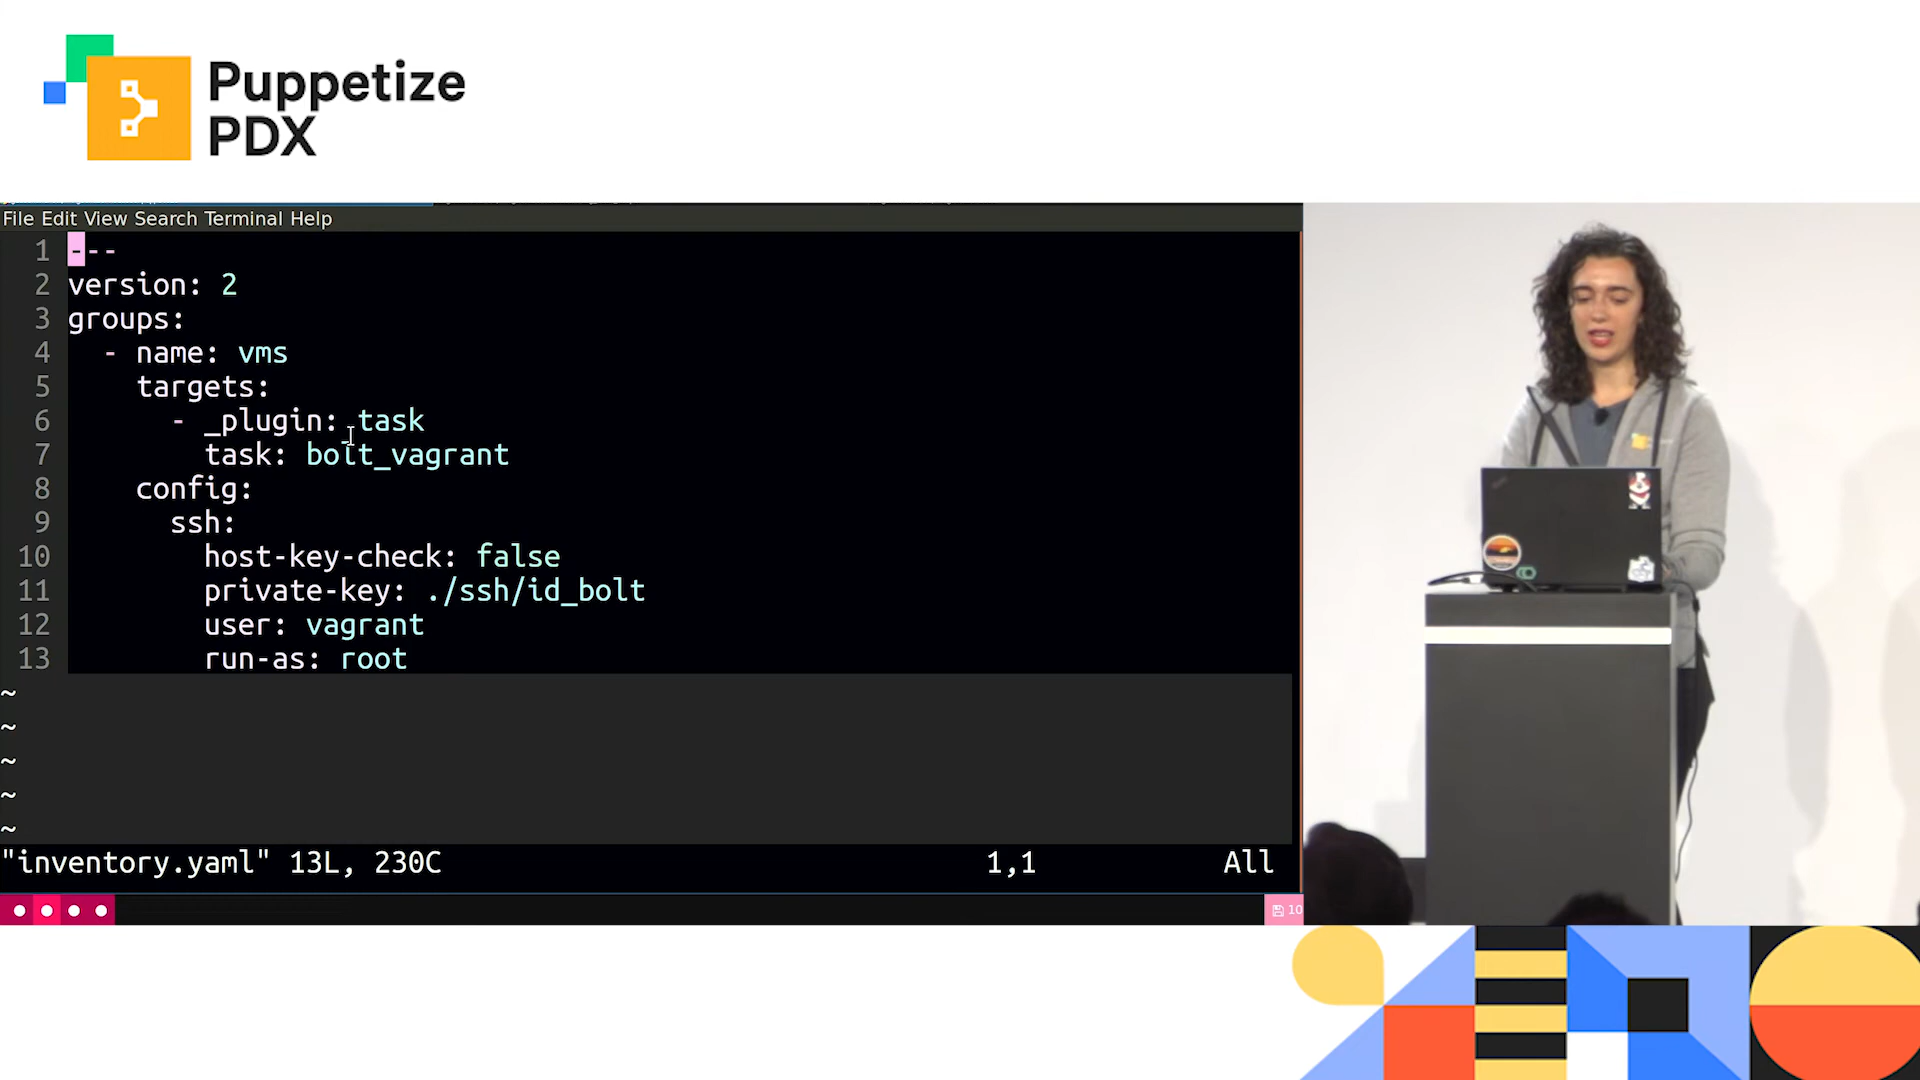 Puppetize
PDX
File Edit View Search Terminal Help
1 ---
2 version: 2
3 groups:
4 - name: vms
5 targets:
6 - _plugin: task
7 task: bolt_vagrant
8 config:
9 ssh:
10 host-key-check: false
11 private-key: ./ssh/id_bolt
12 user: vagrant
13 run-as: root
~
~
~
~
~
"inventory.yaml" 13L, 230C 1,1 All
10